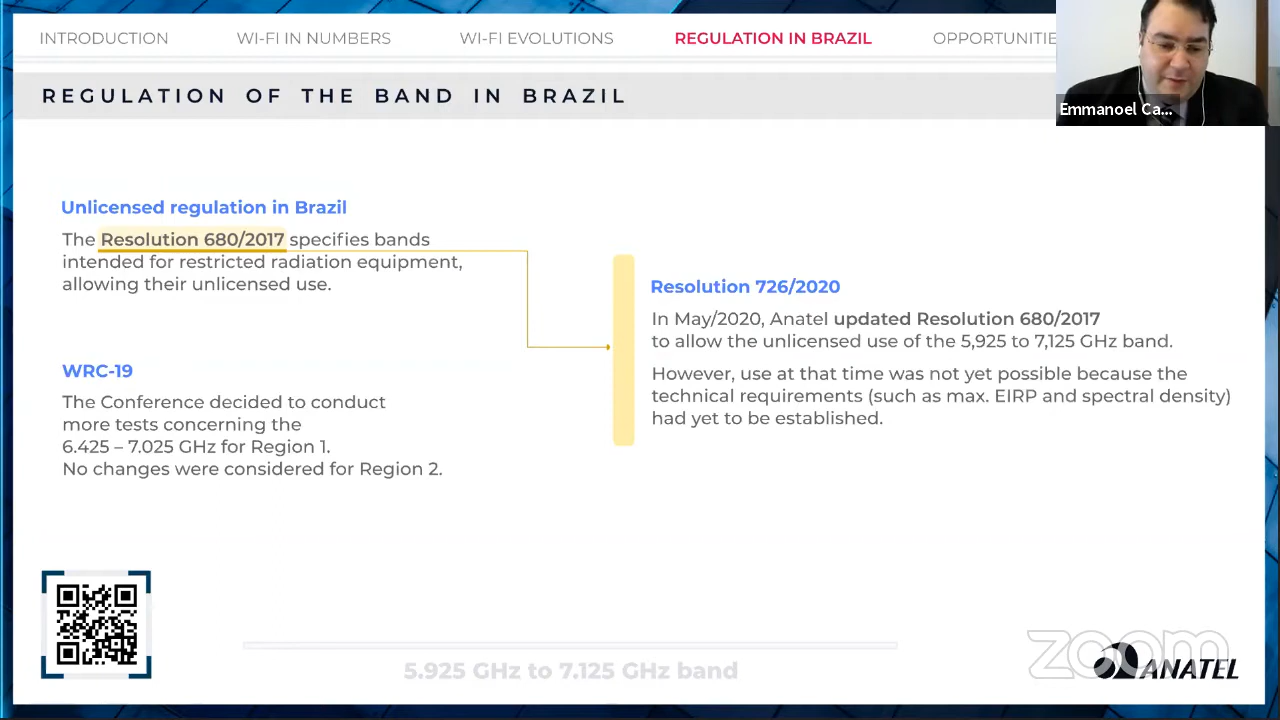 INTRODUCTION
WI-FI IN NUMBERS
WI-FI EVOLUTIONS
REGULATION IN BRAZIL
OPPORTUNITIE
Emmanoel Ca...
REGULATION OF THE BAND IN BRAZIL
Unlicensed regulation in Brazil
The Resolution 680/2017 specifies bands
intended for restricted radiation equipment,
allowing their unlicensed use.
WRC-19
The Conference decided to conduct
more tests concerning the
6.425 – 7.025 GHz for Region 1.
No changes were considered for Region 2.
Resolution 726/2020
In May/2020, Anatel updated Resolution 680/2017
to allow the unlicensed use of the 5,925 to 7,125 GHz band.
However, use at that time was not yet possible because the
technical requirements (such as max. EIRP and spectral density)
had yet to be established.
5.925 GHz to 7.125 GHz band
zoom
ANATEL